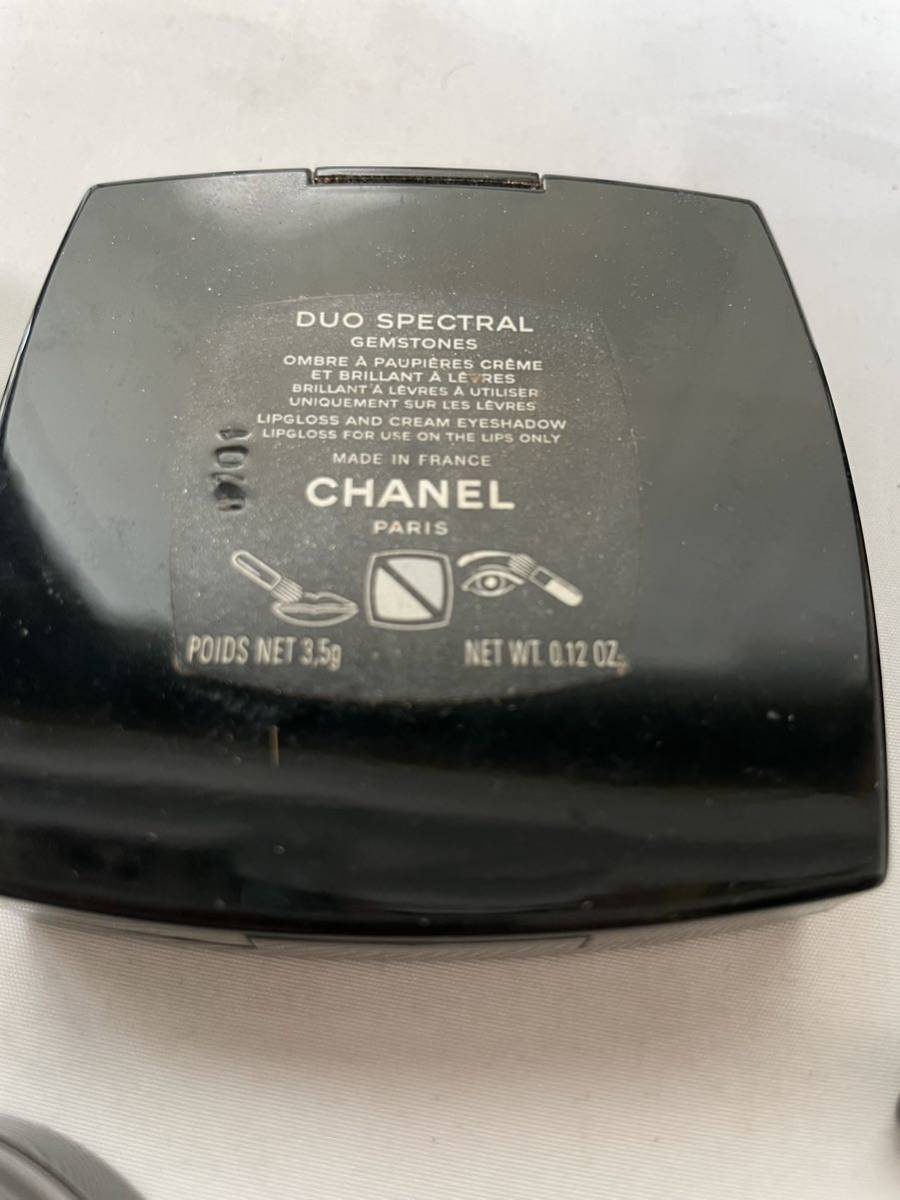 DUO SPECTRAL
GEMSTONES
OMBRE À PAUPIÈRES CRÈME
ET BRILLANT À LÈVRES
BRILLANT À LÈVRES À UTILISER
UNIQUEMENT SUR LES LÈVRES
LIPGLOSS AND CREAM EYESHADOW
LIPGLOSS FOR USE ON THE LIPS ONLY
MADE IN FRANCE
CHANEL
PARIS
POIDS NET 3,5g
NET WT. 0.12 OZ.